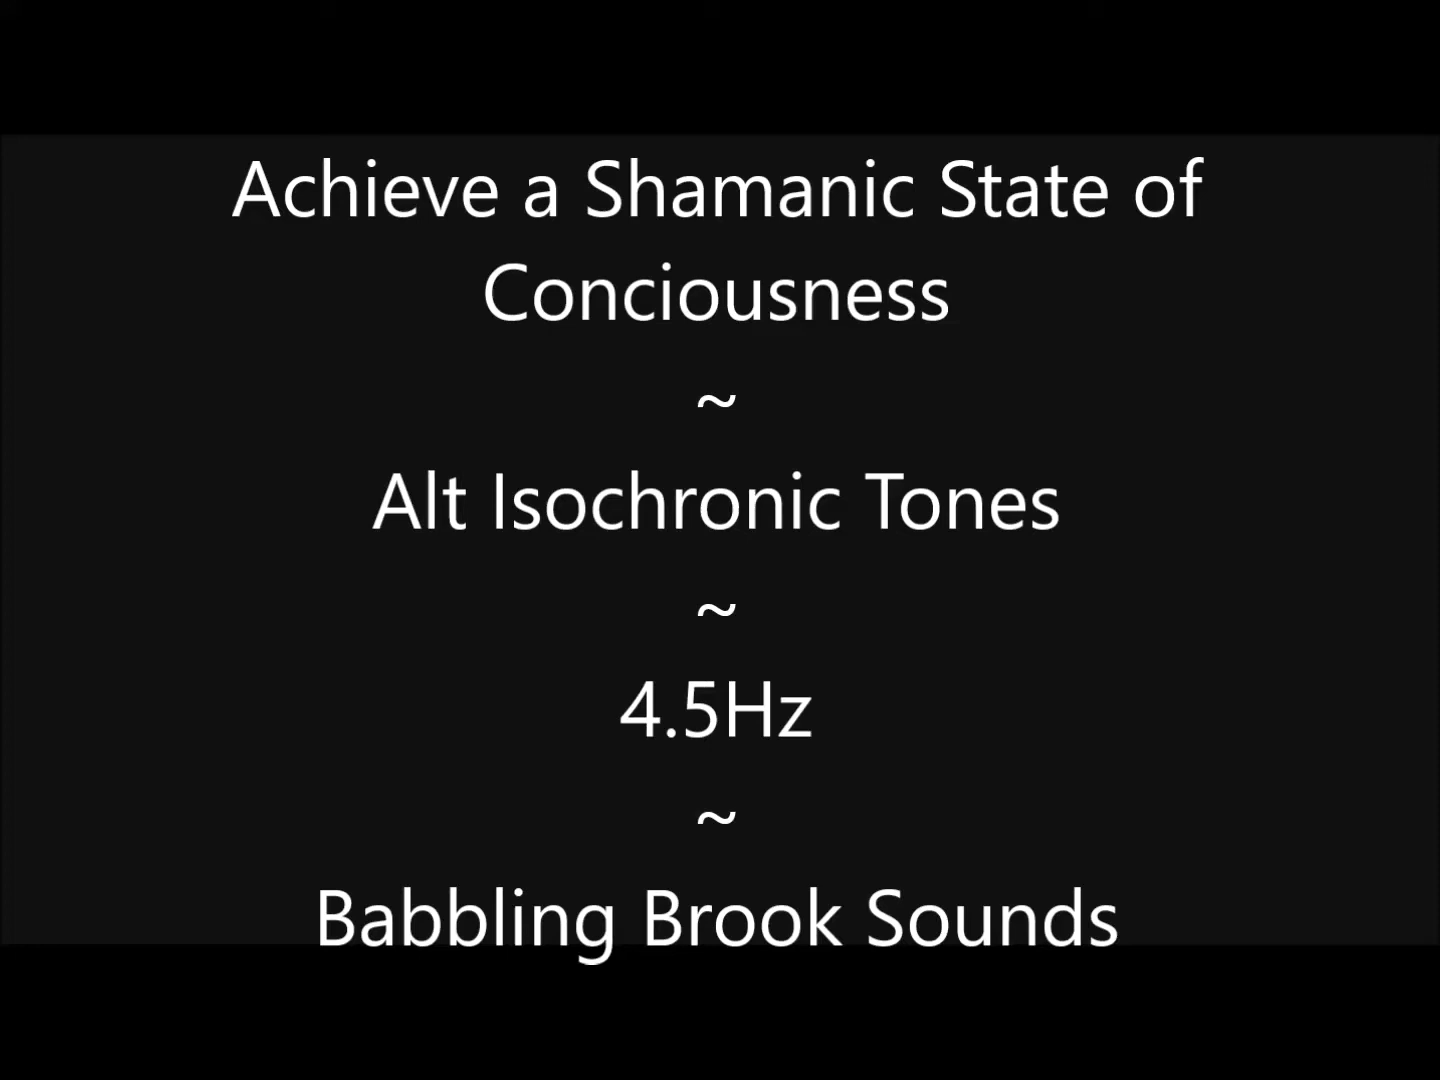 Achieve a Shamanic State of
Conciousness
~
Alt Isochronic Tones
~
4.5Hz
~
Babbling Brook Sounds